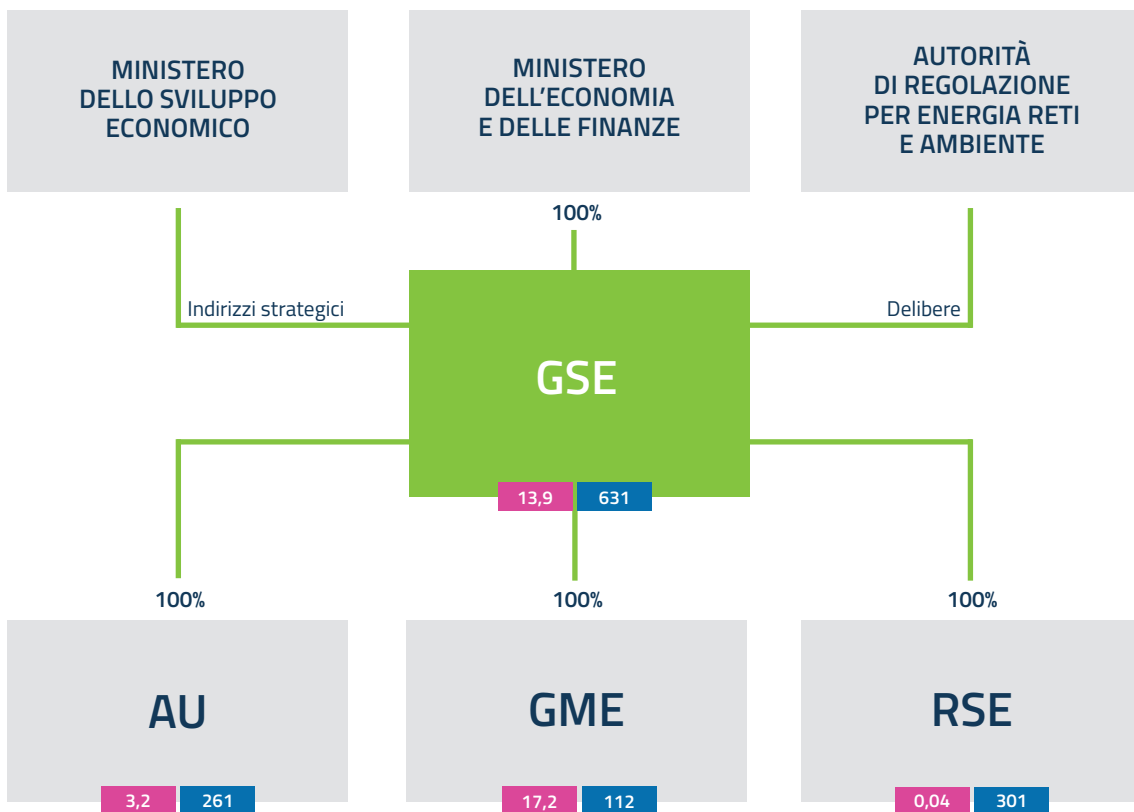 MINISTERO
DELLO SVILUPPO
ECONOMICO
MINISTERO
DELL'ECONOMIA
E DELLE FINANZE
AUTORITÀ
DI REGOLAZIONE
PER ENERGIA RETI
E AMBIENTE
100%
Indirizzi strategici
Delibere
GSE
13,9
631
100%
100%
100%
AU
3,2
261
GME
17,2
112
RSE
0,04
301